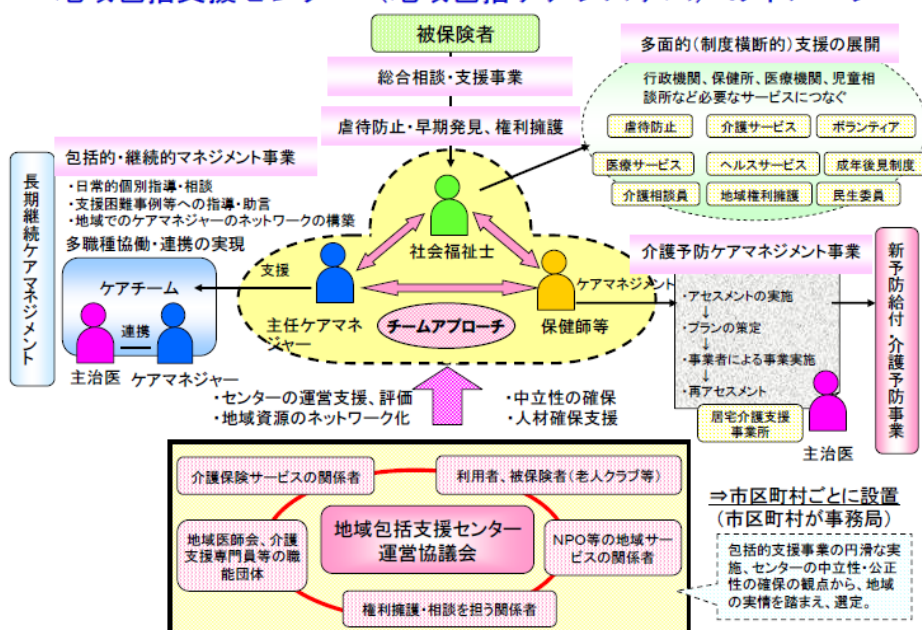 被保険者
総合相談・支援事業
虐待防止・早期発見、権利擁護
多面的(制度横断的)支援の展開
行政機関、保健所、医療機関、児童相
談所など必要なサービスにつなぐ
虐待防止
介護サービス
ボランティア
医療サービス
ヘルスサービス
成年後見制度
介護相談員
地域権利擁護
民生委員
長期継続ケアマネジメント
包括的・継続的マネジメント事業
・日常的個別指導・相談
・支援困難事例等への指導・助言
・地域でのケアマネジャーのネットワークの構築
多職種協働・連携の実現
ケアチーム
連携
主治医
ケアマネジャー
支援
社会福祉士
主任ケアマネ
ジャー
チームアプローチ
保健師等
ケアマネジメント
介護予防ケアマネジメント事業
・アセスメントの実施
↓
・プランの策定
↓
・事業者による事業実施
↓
・再アセスメント
居宅介護支援
事業所
主治医
新予防給付・介護予防事業
・センターの運営支援、評価
・地域資源のネットワーク化
・中立性の確保
・人材確保支援
介護保険サービスの関係者
利用者、被保険者(老人クラブ等)
地域医師会、介護
支援専門員等の職
能団体
地域包括支援センター
運営協議会
NPO等の地域サー
ビスの関係者
権利擁護・相談を担う関係者
⇒市区町村ごとに設置
(市区町村が事務局)
包括的支援事業の円滑な実
施、センターの中立性・公正
性の確保の観点から、地域
の実情を踏まえ、選定。